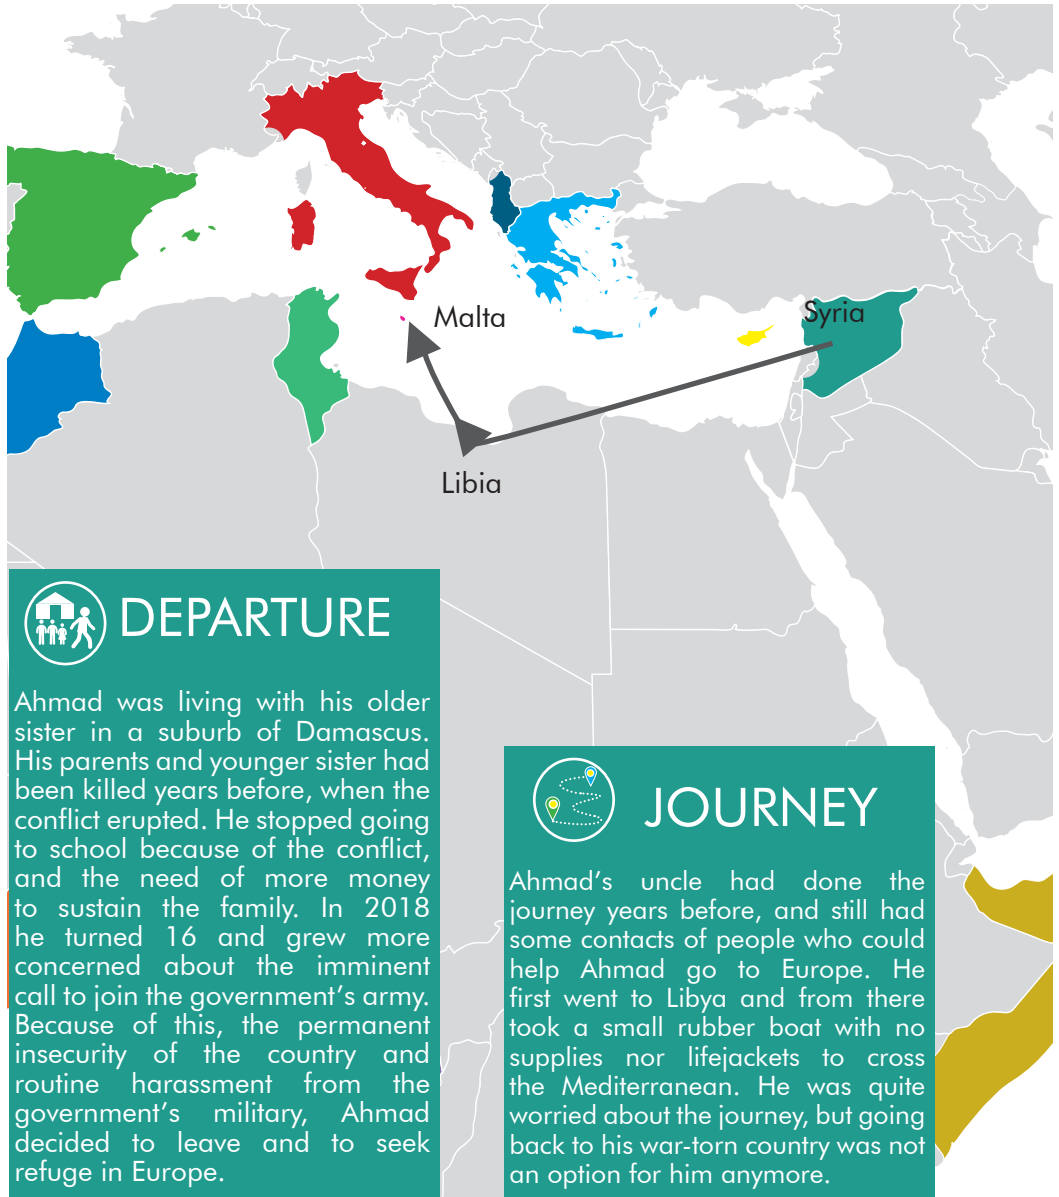 Malta
Syria
Libia
DEPARTURE
Ahmad was living with his older
sister in a suburb of Damascus.
His parents and younger sister had
been killed years before, when the
conflict erupted. He stopped going
to school because of the conflict,
and the need of more money
to sustain the family. In 2018
he turned 16 and grew more
concerned about the imminent
call to join the government's army.
Because of this, the permanent
insecurity of the country and
routine harassment from the
government's military, Ahmad
decided to leave and to seek
refuge in Europe.
JOURNEY
Ahmad's uncle had done the
journey years before, and still had
some contacts of people who could
help Ahmad go to Europe. He
first went to Libya and from there
took a small rubber boat with no
supplies nor lifejackets to cross
the Mediterranean. He was quite
worried about the journey, but going
back to his war-torn country was not
an option for him anymore.